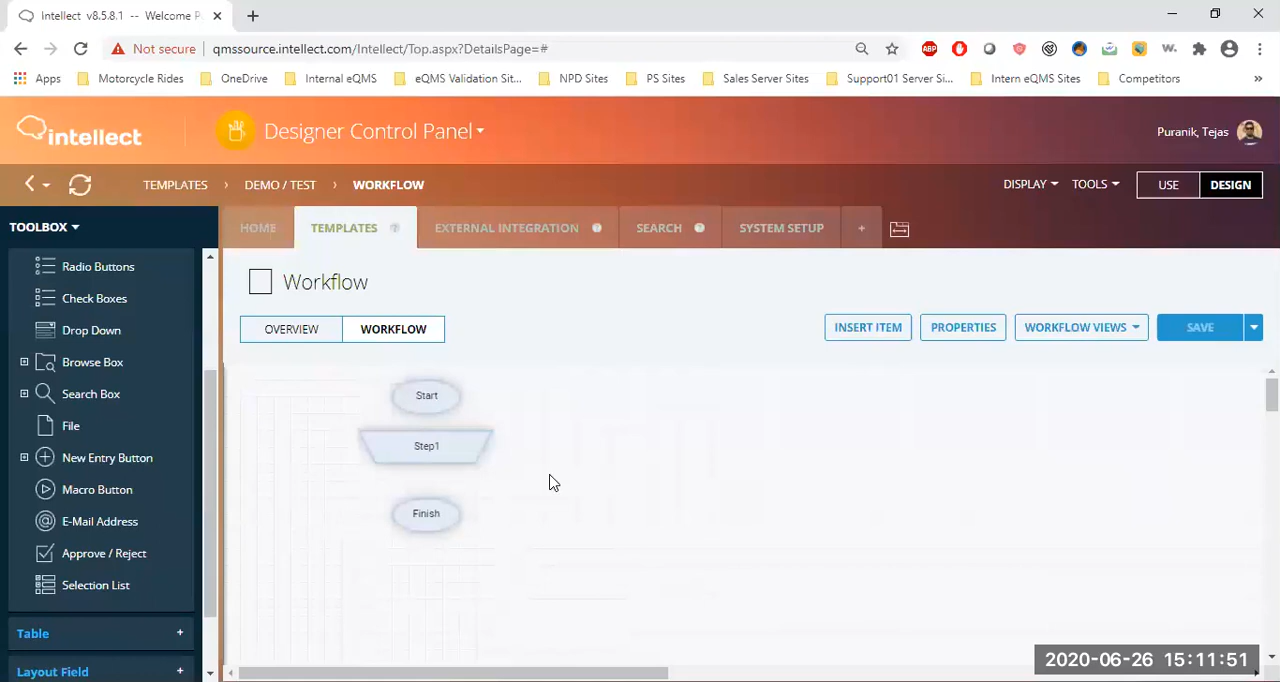 Intellect v8.5.8.1 -- Welcome P
Not secure
qmssource.intellect.com/Intellect/Top.aspx?DetailsPage=#
ABP
w.
Apps
Motorcycle Rides
OneDrive
Internal eQMS
eQMS Validation Sit...
NPD Sites
PS Sites
Sales Server Sites
Support01 Server Si...
Intern eQMS Sites
Competitors
»
intellect
Designer Control Panel
Puranik, Tejas
TEMPLATES › DEMO / TEST › WORKFLOW
DISPLAY
TOOLS
USE
DESIGN
TOOLBOX
HOME
TEMPLATES ?
EXTERNAL INTEGRATION ?
SEARCH ?
SYSTEM SETUP
+
Radio Buttons
Check Boxes
Drop Down
Browse Box
Search Box
File
New Entry Button
Macro Button
E-Mail Address
Approve / Reject
Selection List
Table +
Layout Field +
Workflow
OVERVIEW
WORKFLOW
INSERT ITEM
PROPERTIES
WORKFLOW VIEWS
SAVE
Start
Step1
Finish
2020-06-26 15:11:51